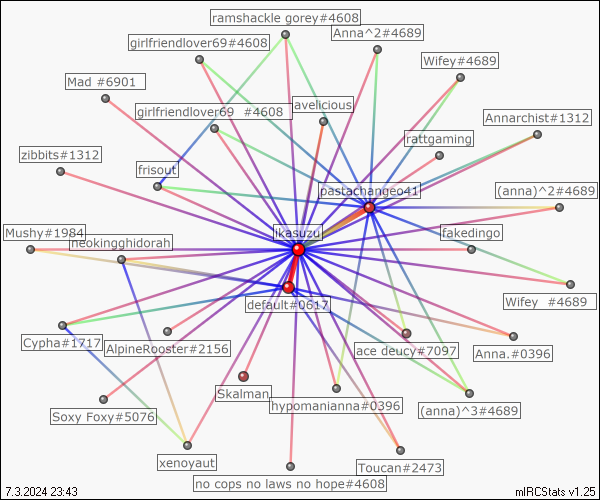 ramshackle gorey#4608
Anna^2#4689
girlfriendlover69#4608
Wifey#4689
Mad #6901
avelicious
girlfriendlover69 #4608
Annarchist#1312
rattgaming
zibbits#1312
frisout
pastachangeo41
(anna)^2#4689
Mushy#1984
ikasuzu
neokingghidorah
fakedingo
default#0617
Wifey #4689
Cypha#1717
AlpineRooster#2156
ace deucy#7097
Anna.#0396
Skalman
hypomanianna#0396
(anna)^3#4689
Soxy Foxy#5076
xenoyaut
Toucan#2473
no cops no laws no hope#4608
7.3.2024 23:43
mIRCStats v1.25